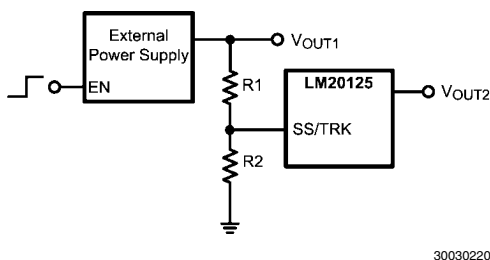 External
Power Supply
EN
VOUT1
R1
LM20125
SS/TRK
VOUT2
R2
30030220